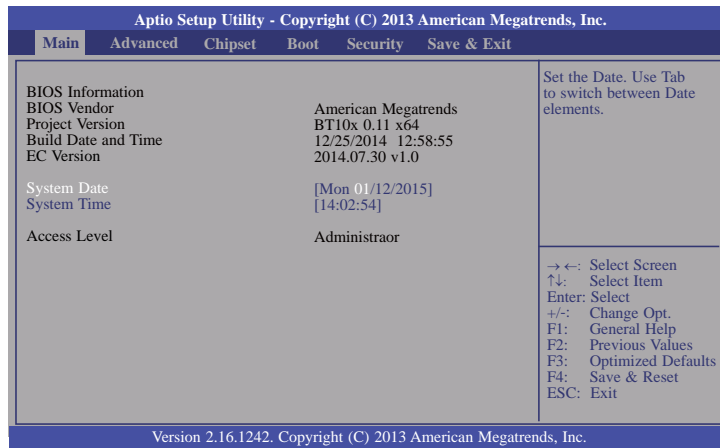 Aptio Setup Utility - Copyright (C) 2013 American Megatrends, Inc.
Main Advanced Chipset Boot Security Save & Exit
BIOS Information
BIOS Vendor American Megatrends
Project Version BT10x 0.11 x64
Build Date and Time 12/25/2014 12:58:55
EC Version 2014.07.30 v1.0
System Date [Mon 01/12/2015]
System Time [14:02:54]
Access Level Administraor
Set the Date. Use Tab
to switch between Date
elements.
→←: Select Screen
↑↓: Select Item
Enter: Select
+/-: Change Opt.
F1: General Help
F2: Previous Values
F3: Optimized Defaults
F4: Save & Reset
ESC: Exit
Version 2.16.1242. Copyright (C) 2013 American Megatrends, Inc.